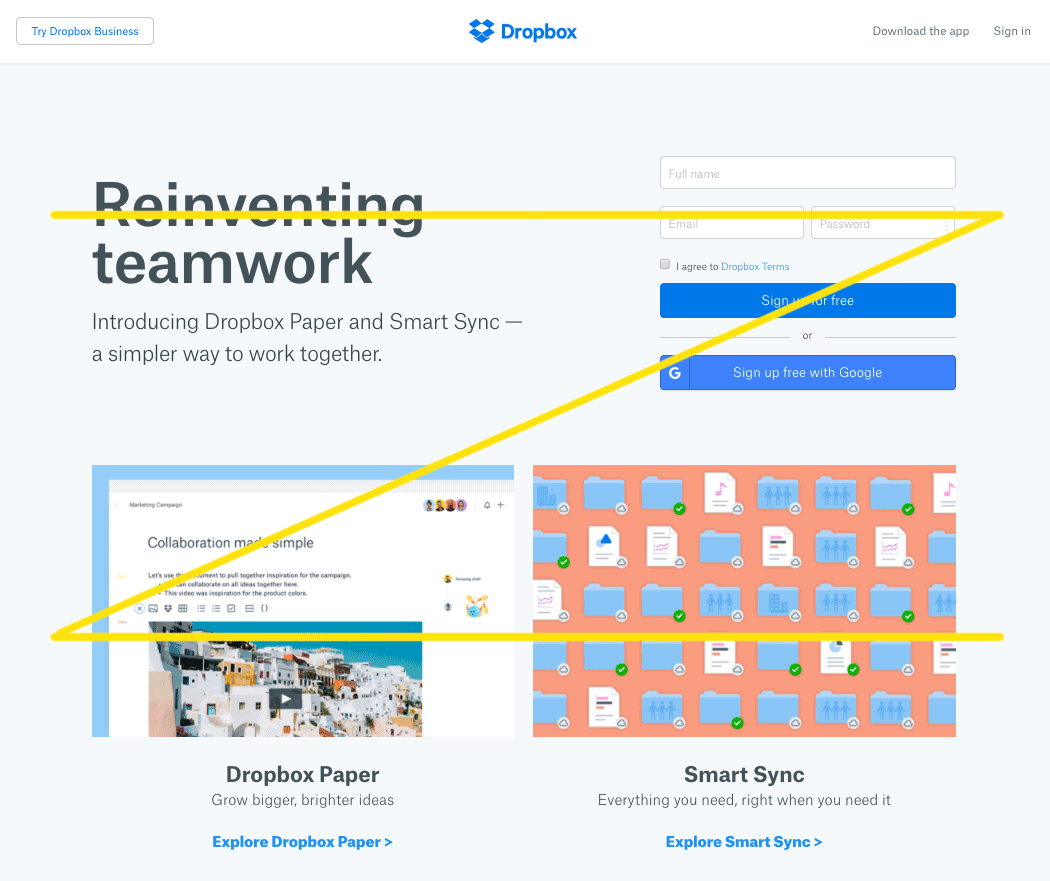 Try Dropbox Business
Dropbox
Download the app
Sign in
Reinventing
teamwork
Introducing Dropbox Paper and Smart Sync —
a simpler way to work together.
Full name
Email
Password
I agree to Dropbox Terms
Sign up for free
or
G
Sign up free with Google
Marketing Campaign
Collaboration made simple
Let's use this document to pull together inspiration for the campaign.
can collaborate on all ideas together here.
This video was inspiration for the product colors.
Dropbox Paper
Grow bigger, brighter ideas
Explore Dropbox Paper >
Smart Sync
Everything you need, right when you need it
Explore Smart Sync >